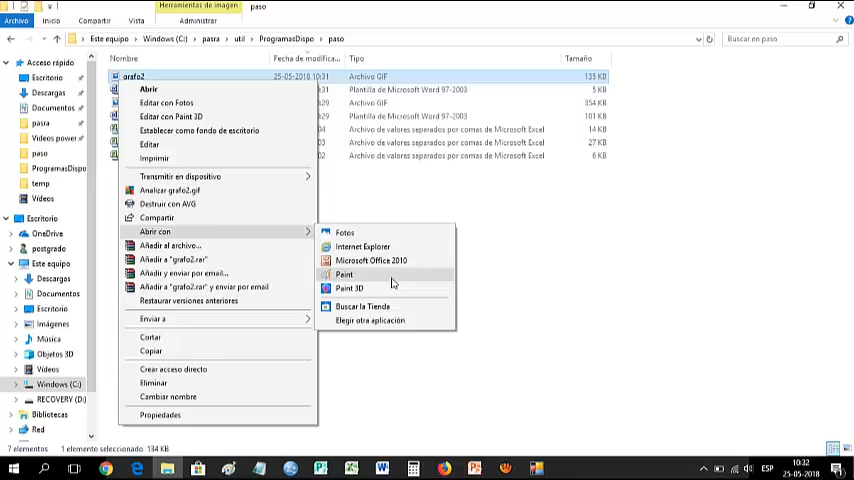 Herramientas de imagen paso
Archivo Inicio Compartir Vista Administrar
Este equipo > Windows (C:) > pasra > util > ProgramasDispo > paso
Buscar en paso
Nombre Fecha de modifica... Tipo Tamaño
Acceso rápido
Escritorio
Descargas
Documentos
pasra
Videos power
paso
ProgramasDispo
temp
Vídeos
Escritorio
OneDrive
postgrado
Este equipo
Descargas
Documentos
Escritorio
Imágenes
Música
Objetos 3D
Vídeos
Windows (C:)
RECOVERY (D:)
Bibliotecas
Red
grafo2 25-05-2018 10:31 Archivo GIF 135 KB
:31 Plantilla de Microsoft Word 97-2003 5 KB
:29 Archivo GIF 354 KB
:29 Plantilla de Microsoft Word 97-2003 101 KB
04 Archivo de valores separados por comas de Microsoft Excel 14 KB
03 Archivo de valores separados por comas de Microsoft Excel 27 KB
02 Archivo de valores separados por comas de Microsoft Excel 6 KB
Abrir
Editar con Fotos
Editar con Paint 3D
Establecer como fondo de escritorio
Editar
Imprimir
Transmitir en dispositivo
Analizar grafo2.gif
Destruir con AVG
Compartir
Abrir con
Añadir al archivo...
Añadir a "grafo2.rar"
Añadir y enviar por email...
Añadir a "grafo2.rar" y enviar por email
Restaurar versiones anteriores
Enviar a
Cortar
Copiar
Crear acceso directo
Eliminar
Cambiar nombre
Propiedades
Fotos
Internet Explorer
Microsoft Office 2010
Paint
Paint 3D
Buscar la Tienda
Elegir otra aplicación
7 elementos 1 elemento seleccionado 134 KB
ESP
10:32
25-05-2018